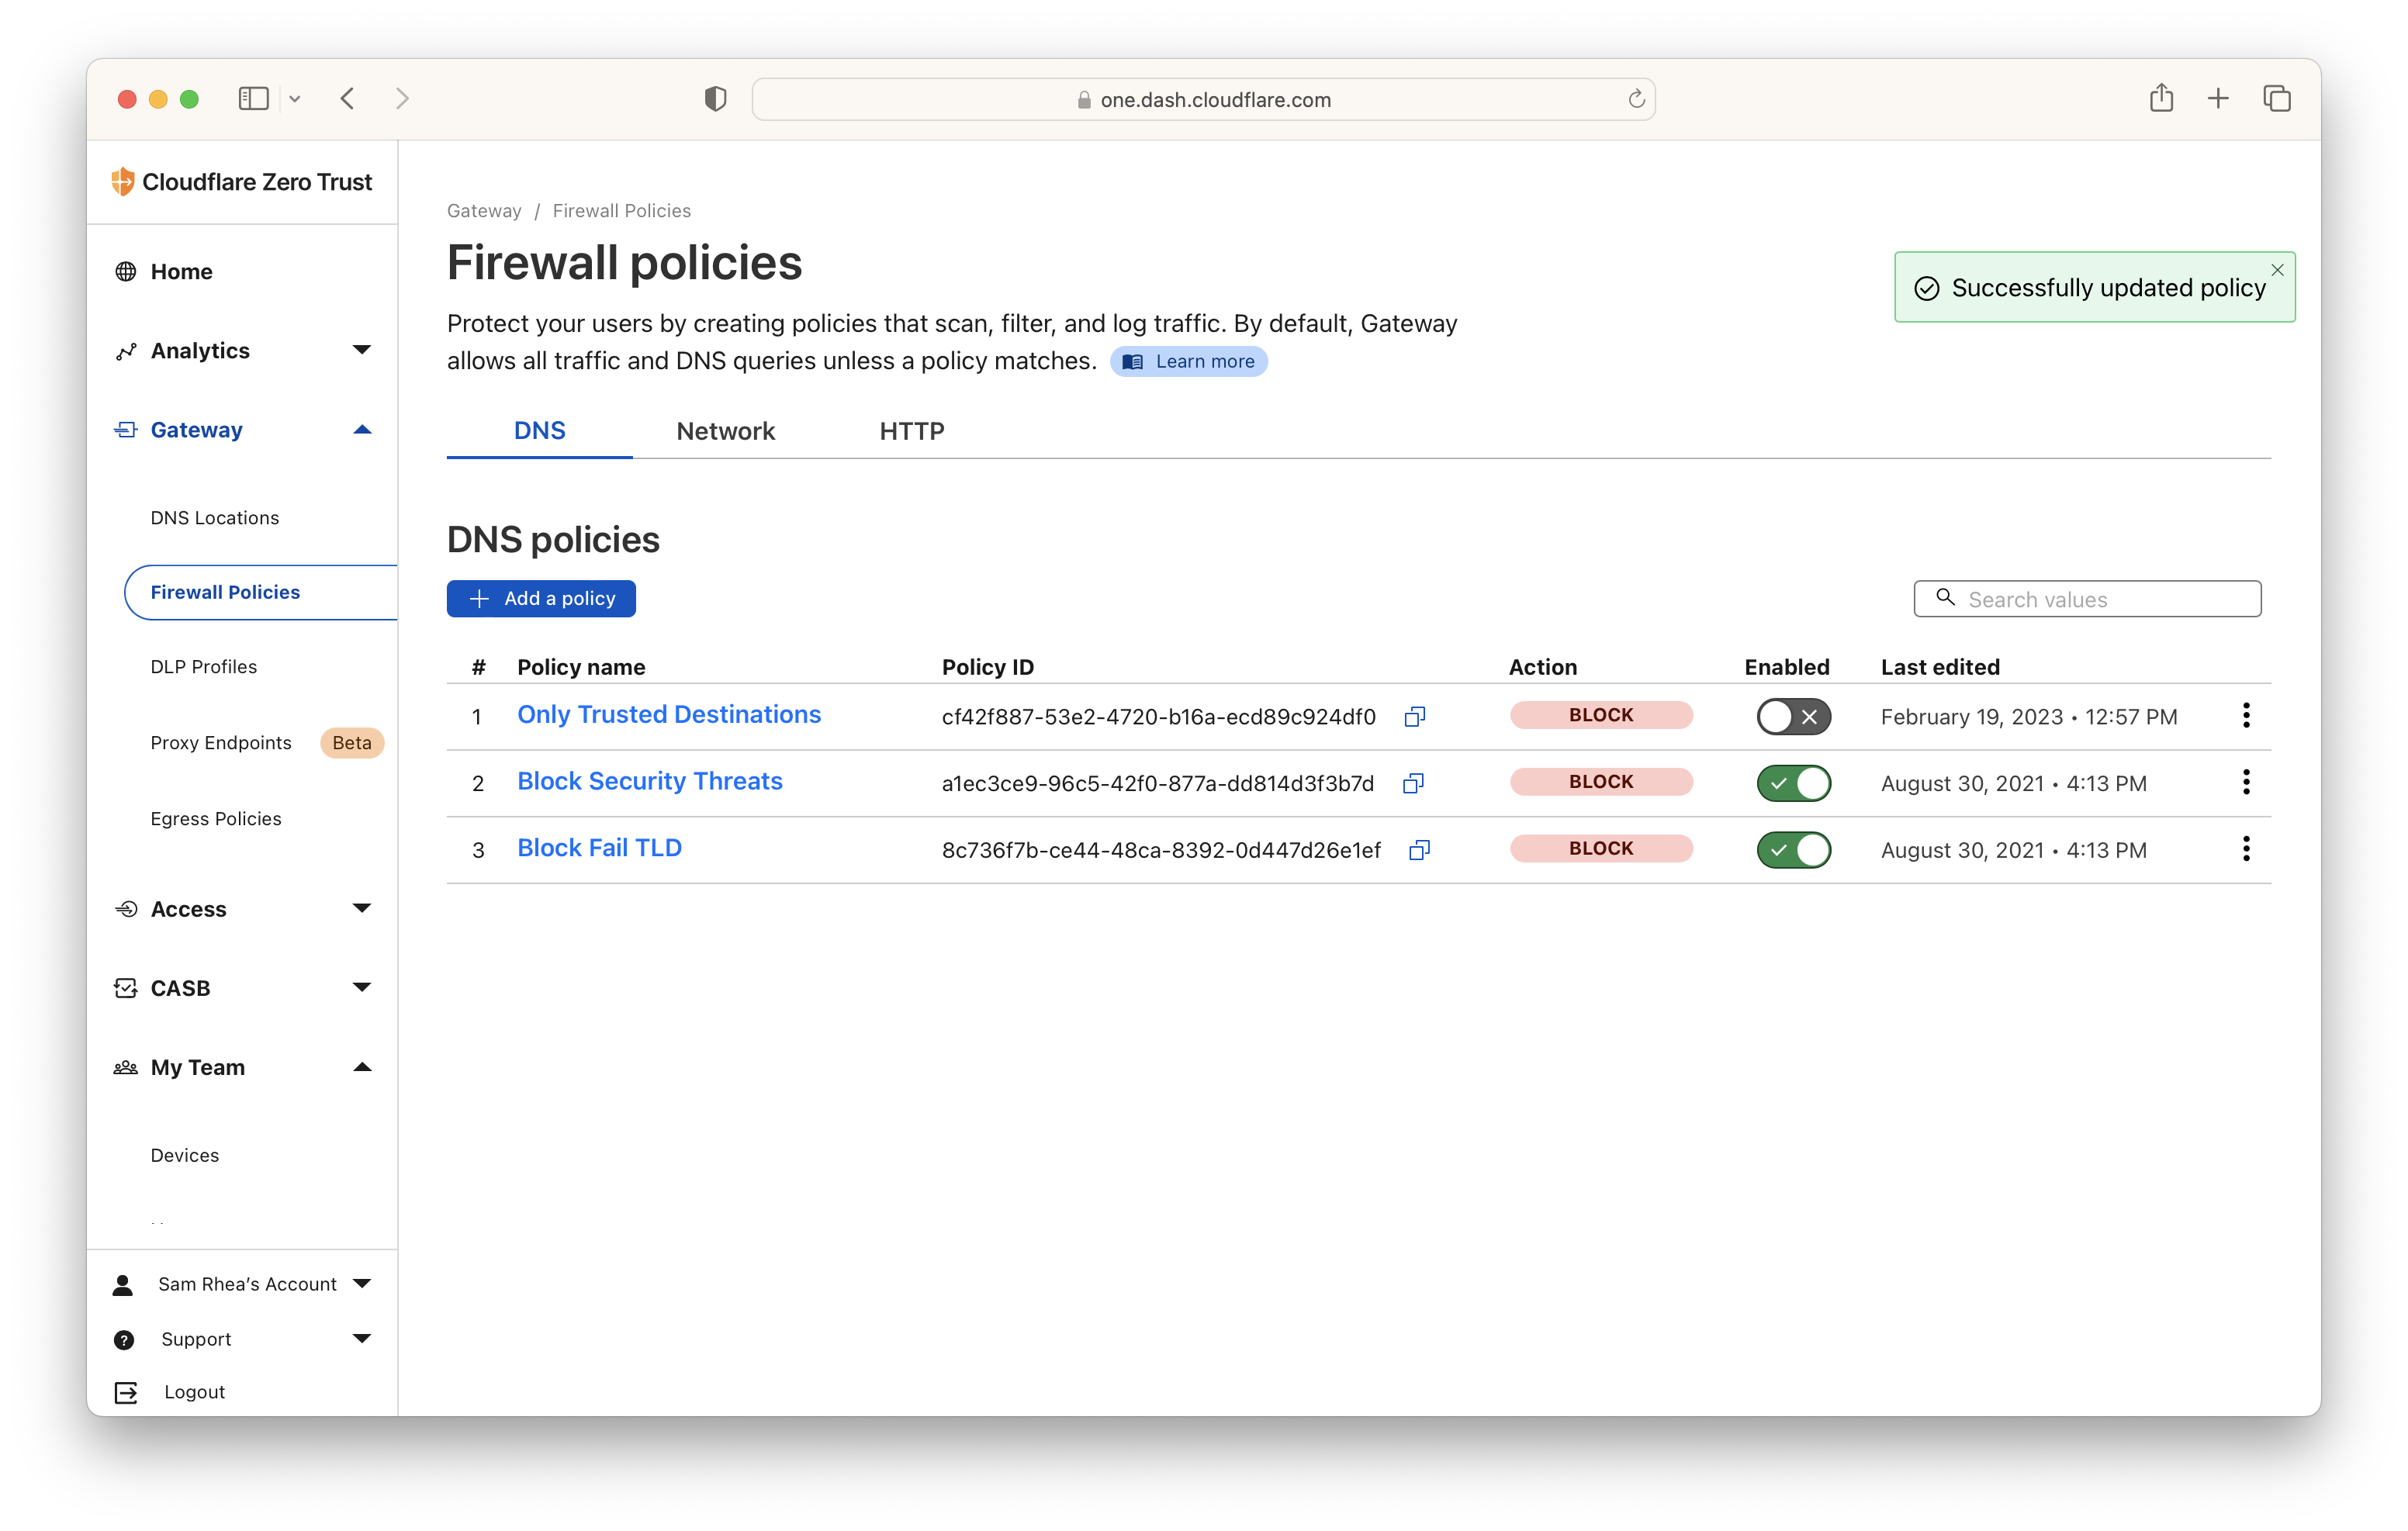 one.dash.cloudflare.com
Cloudflare Zero Trust
Home
Analytics
Gateway
DNS Locations
Firewall Policies
DLP Profiles
Proxy Endpoints Beta
Egress Policies
Access
CASB
My Team
Devices
Sam Rhea’s Account
Support
Logout
Gateway / Firewall Policies
Firewall policies
Successfully updated policy
Protect your users by creating policies that scan, filter, and log traffic. By default, Gateway
allows all traffic and DNS queries unless a policy matches. Learn more
DNS Network HTTP
DNS policies
Add a policy
Search values
# Policy name Policy ID Action Enabled Last edited
1 Only Trusted Destinations cf42f887-53e2-4720-b16a-ecd89c924df0 BLOCK February 19, 2023 • 12:57 PM
2 Block Security Threats a1ec3ce9-96c5-42f0-877a-dd814d3f3b7d BLOCK August 30, 2021 • 4:13 PM
3 Block Fail TLD 8c736f7b-ce44-48ca-8392-0d447d26e1ef BLOCK August 30, 2021 • 4:13 PM